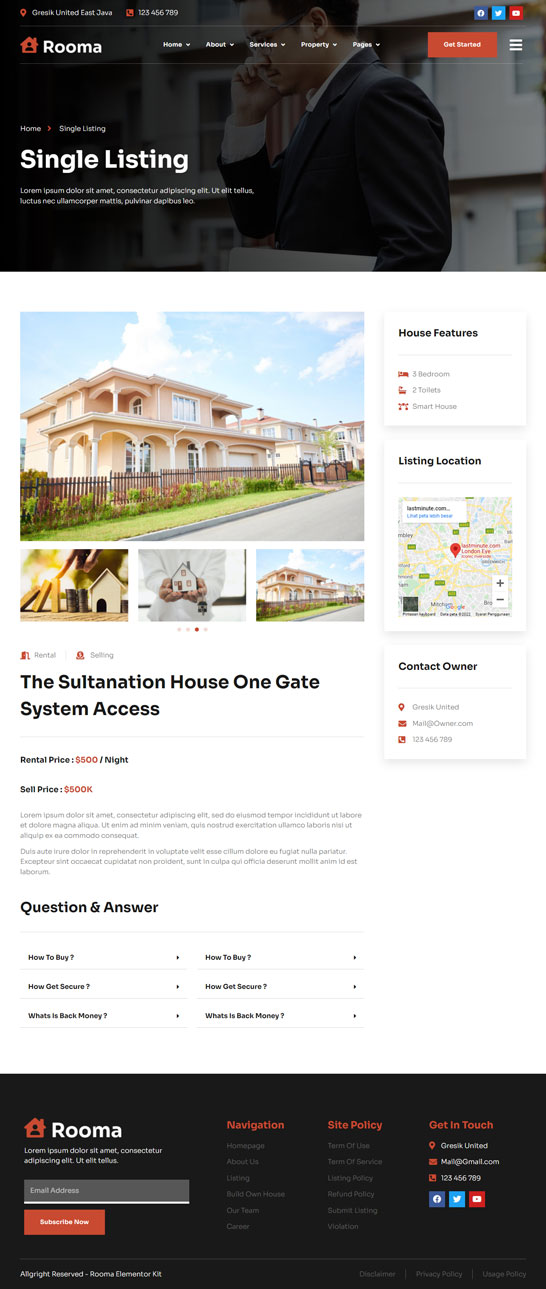 Gresik United East Java
123 456 789
Rooma
Home
About
Services
Property
Pages
Get Started
Home
Single Listing
Single Listing
Lorem ipsum dolor sit amet, consectetur adipiscing elit. Ut elit tellus,
luctus nec ullamcorper mattis, pulvinar dapibus leo.
House Features
3 Bedroom
2 Toilets
Smart House
Listing Location
lastminute.com...
Lihat peta lebih besar
lastminute.com
London Eye
Mitcham
Google
Pintasan keyboard
Data peta ©2022
Syarat Penggunaan
Rental
Selling
The Sultanation House One Gate
System Access
Rental Price : $500 / Night
Sell Price : $500K
Lorem ipsum dolor sit amet, consectetur adipiscing elit, sed do eiusmod tempor incididunt ut labore
et dolore magna aliqua. Ut enim ad minim veniam, quis nostrud exercitation ullamco laboris nisi ut
aliquip ex ea commodo consequat.
Duis aute irure dolor in reprehenderit in voluptate velit esse cillum dolore eu fugiat nulla pariatur.
Excepteur sint occaecat cupidatat non proident, sunt in culpa qui officia deserunt mollit anim id est
laborum.
Contact Owner
Gresik United
Mail@Owner.com
123 456 789
Question & Answer
How To Buy ?
How To Buy ?
How Get Secure ?
How Get Secure ?
Whats Is Back Money ?
Whats Is Back Money ?
Rooma
Lorem ipsum dolor sit amet, consectetur
adipiscing elit. Ut elit tellus.
Email Address
Subscribe Now
Navigation
Homepage
About Us
Listing
Build Own House
Our Team
Career
Site Policy
Term Of Use
Term Of Service
Listing Policy
Refund Policy
Submit Listing
Violation
Get In Touch
Gresik United
Mail@Gmail.com
123 456 789
Allgright Reserved - Rooma Elementor Kit
Disclaimer
Privacy Policy
Usage Policy